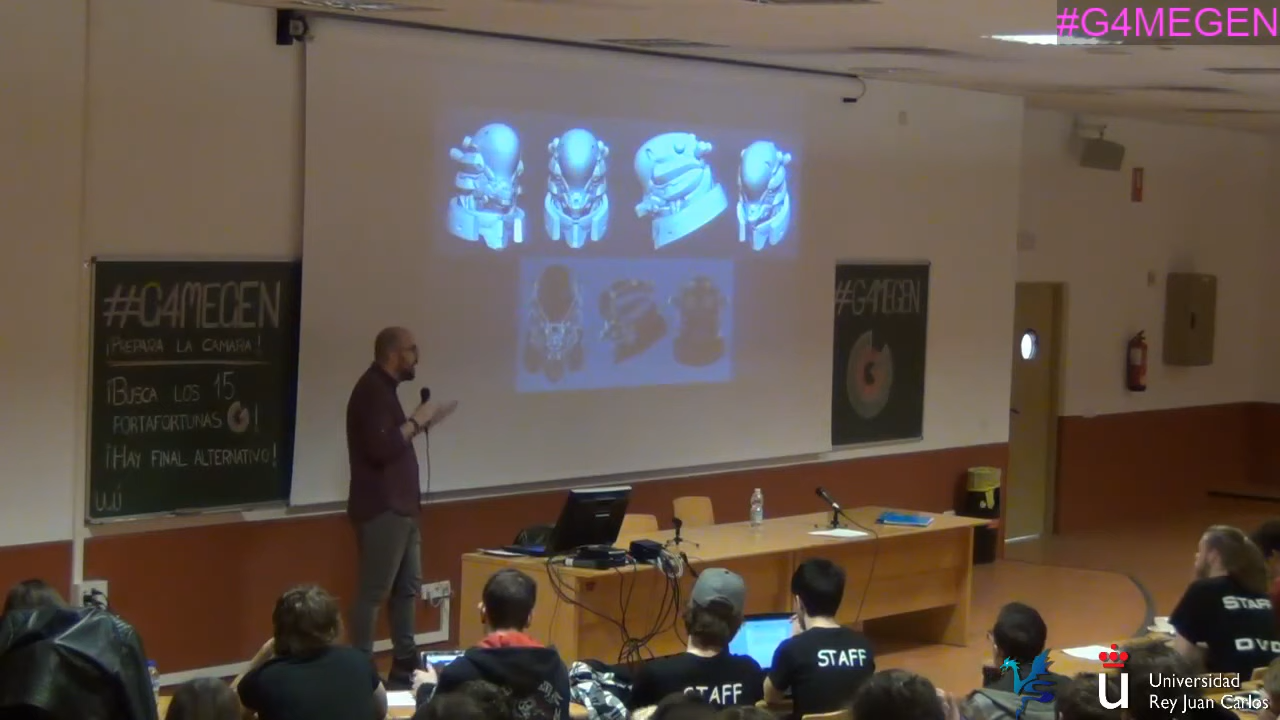 #G4MEGEN
#G4MEGEN
¡PREPARA LA CAMARA!
¡BUSCA LOS 15
PORTAFORTUNAS !
¡HAY FINAL ALTERNATIVO!
#G4MEGEN
STAFF
STAFF
STAFF
Universidad
Rey Juan Carlos